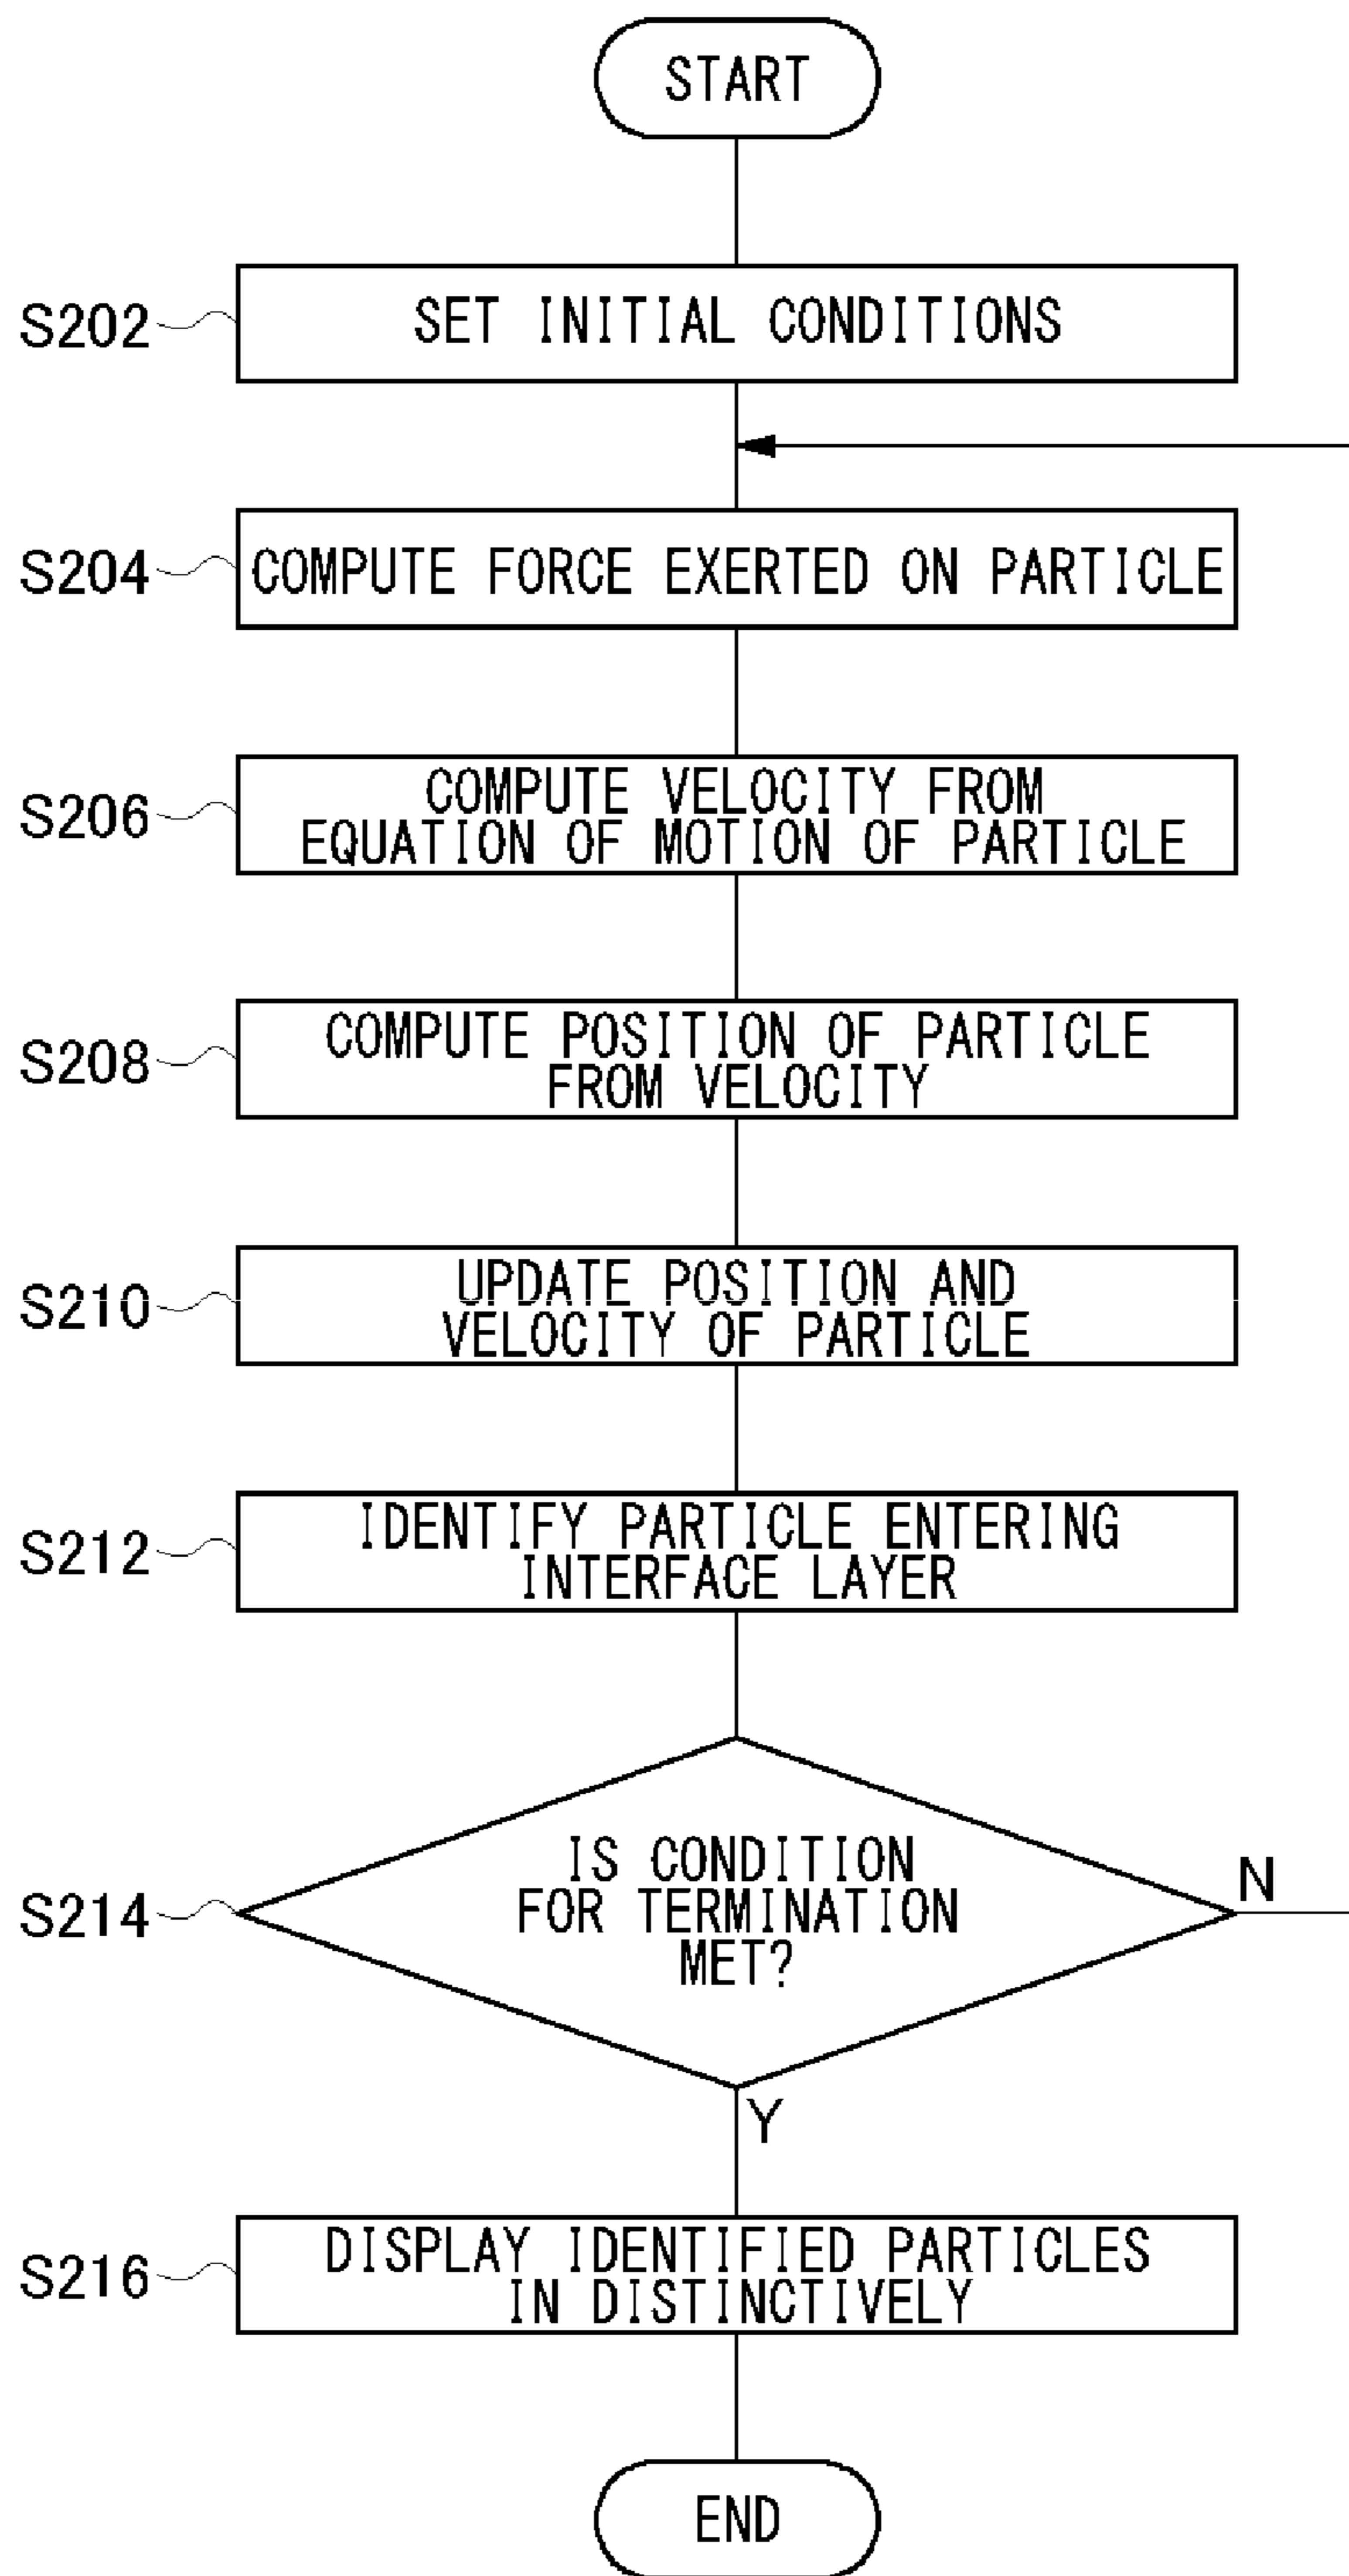 START
S202
SET INITIAL CONDITIONS
S204
COMPUTE FORCE EXERTED ON PARTICLE
S206
COMPUTE VELOCITY FROM
EQUATION OF MOTION OF PARTICLE
S208
COMPUTE POSITION OF PARTICLE
FROM VELOCITY
S210
UPDATE POSITION AND
VELOCITY OF PARTICLE
S212
IDENTIFY PARTICLE ENTERING
INTERFACE LAYER
S214
IS CONDITION
FOR TERMINATION
MET?
N
Y
S216
DISPLAY IDENTIFIED PARTICLES
IN DISTINCTIVELY
END